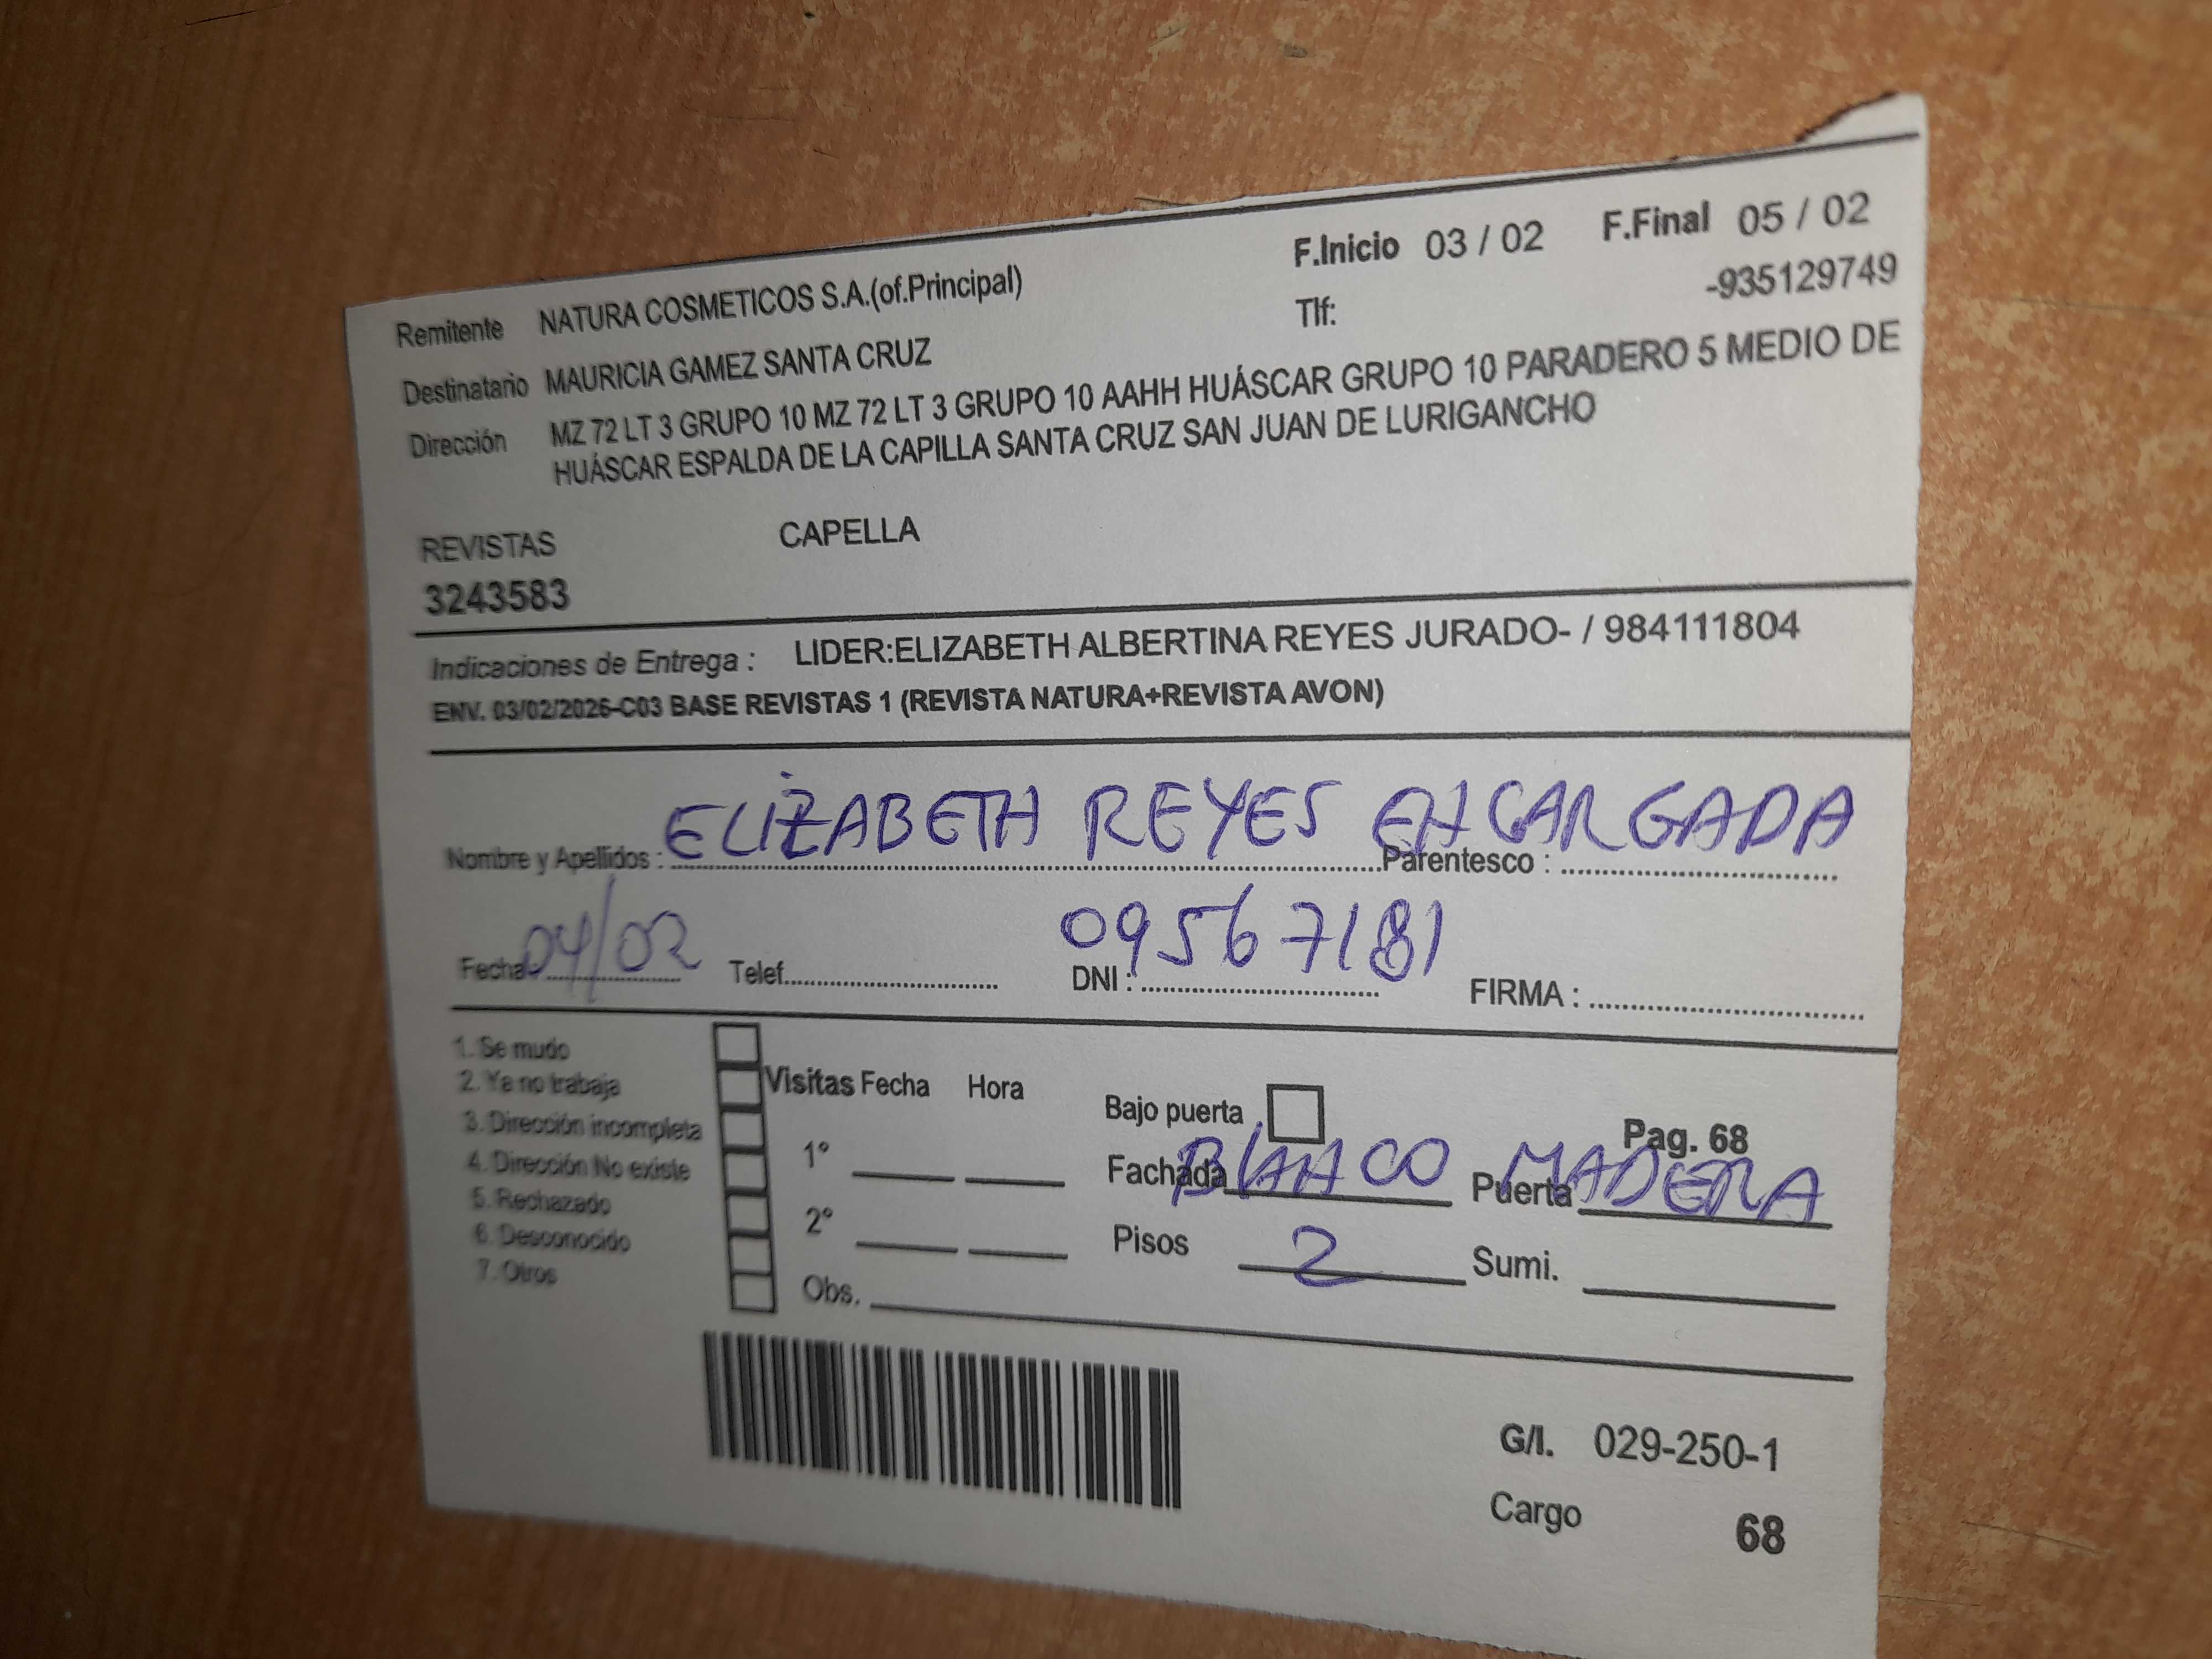 F.Inicio 03 / 02 F.Final 05 / 02
Remitente NATURA COSMETICOS S.A.(of.Principal) Tlf: -935129749
Destinatario MAURICIA GAMEZ SANTA CRUZ
Dirección MZ 72 LT 3 GRUPO 10 MZ 72 LT 3 GRUPO 10 AAHH HUÁSCAR GRUPO 10 PARADERO 5 MEDIO DE
HUÁSCAR ESPALDA DE LA CAPILLA SANTA CRUZ SAN JUAN DE LURIGANCHO
REVISTAS CAPELLA
3243583
Indicaciones de Entrega : LIDER:ELIZABETH ALBERTINA REYES JURADO- / 984111804
ENV. 03/02/2026-C03 BASE REVISTAS 1 (REVISTA NATURA+REVISTA AVON)
Nombre y Apellidos : ELIZABETH REYES Parentesco : ENCARGADA
Fecha: 04/02 Telef. DNI : 09567181 FIRMA :
1. Se mudo
2. Ya no trabaja Visitas Fecha Hora
3. Dirección incompleta Bajo puerta Pag. 68
4. Dirección No existe 1° Fachada BLANCO Puerta MADERA
5. Rechazado
6. Desconocido 2° Pisos 2 Sumi.
7. Otros Obs.
G/I. 029-250-1
Cargo 68